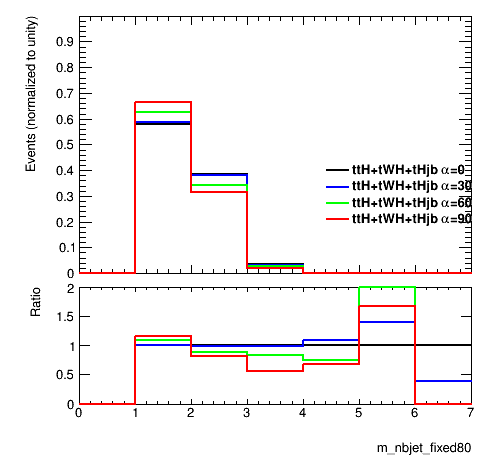 Events (normalized to unity)
0.9
0.8
0.7
0.6
0.5
0.4
0.3
0.2
0.1
0
ttH+tWH+tHjb α=0
ttH+tWH+tHjb α=30
ttH+tWH+tHjb α=60
ttH+tWH+tHjb α=90
Ratio
2
1.5
1
0.5
0
0 1 2 3 4 5 6 7
m_nbjet_fixed80